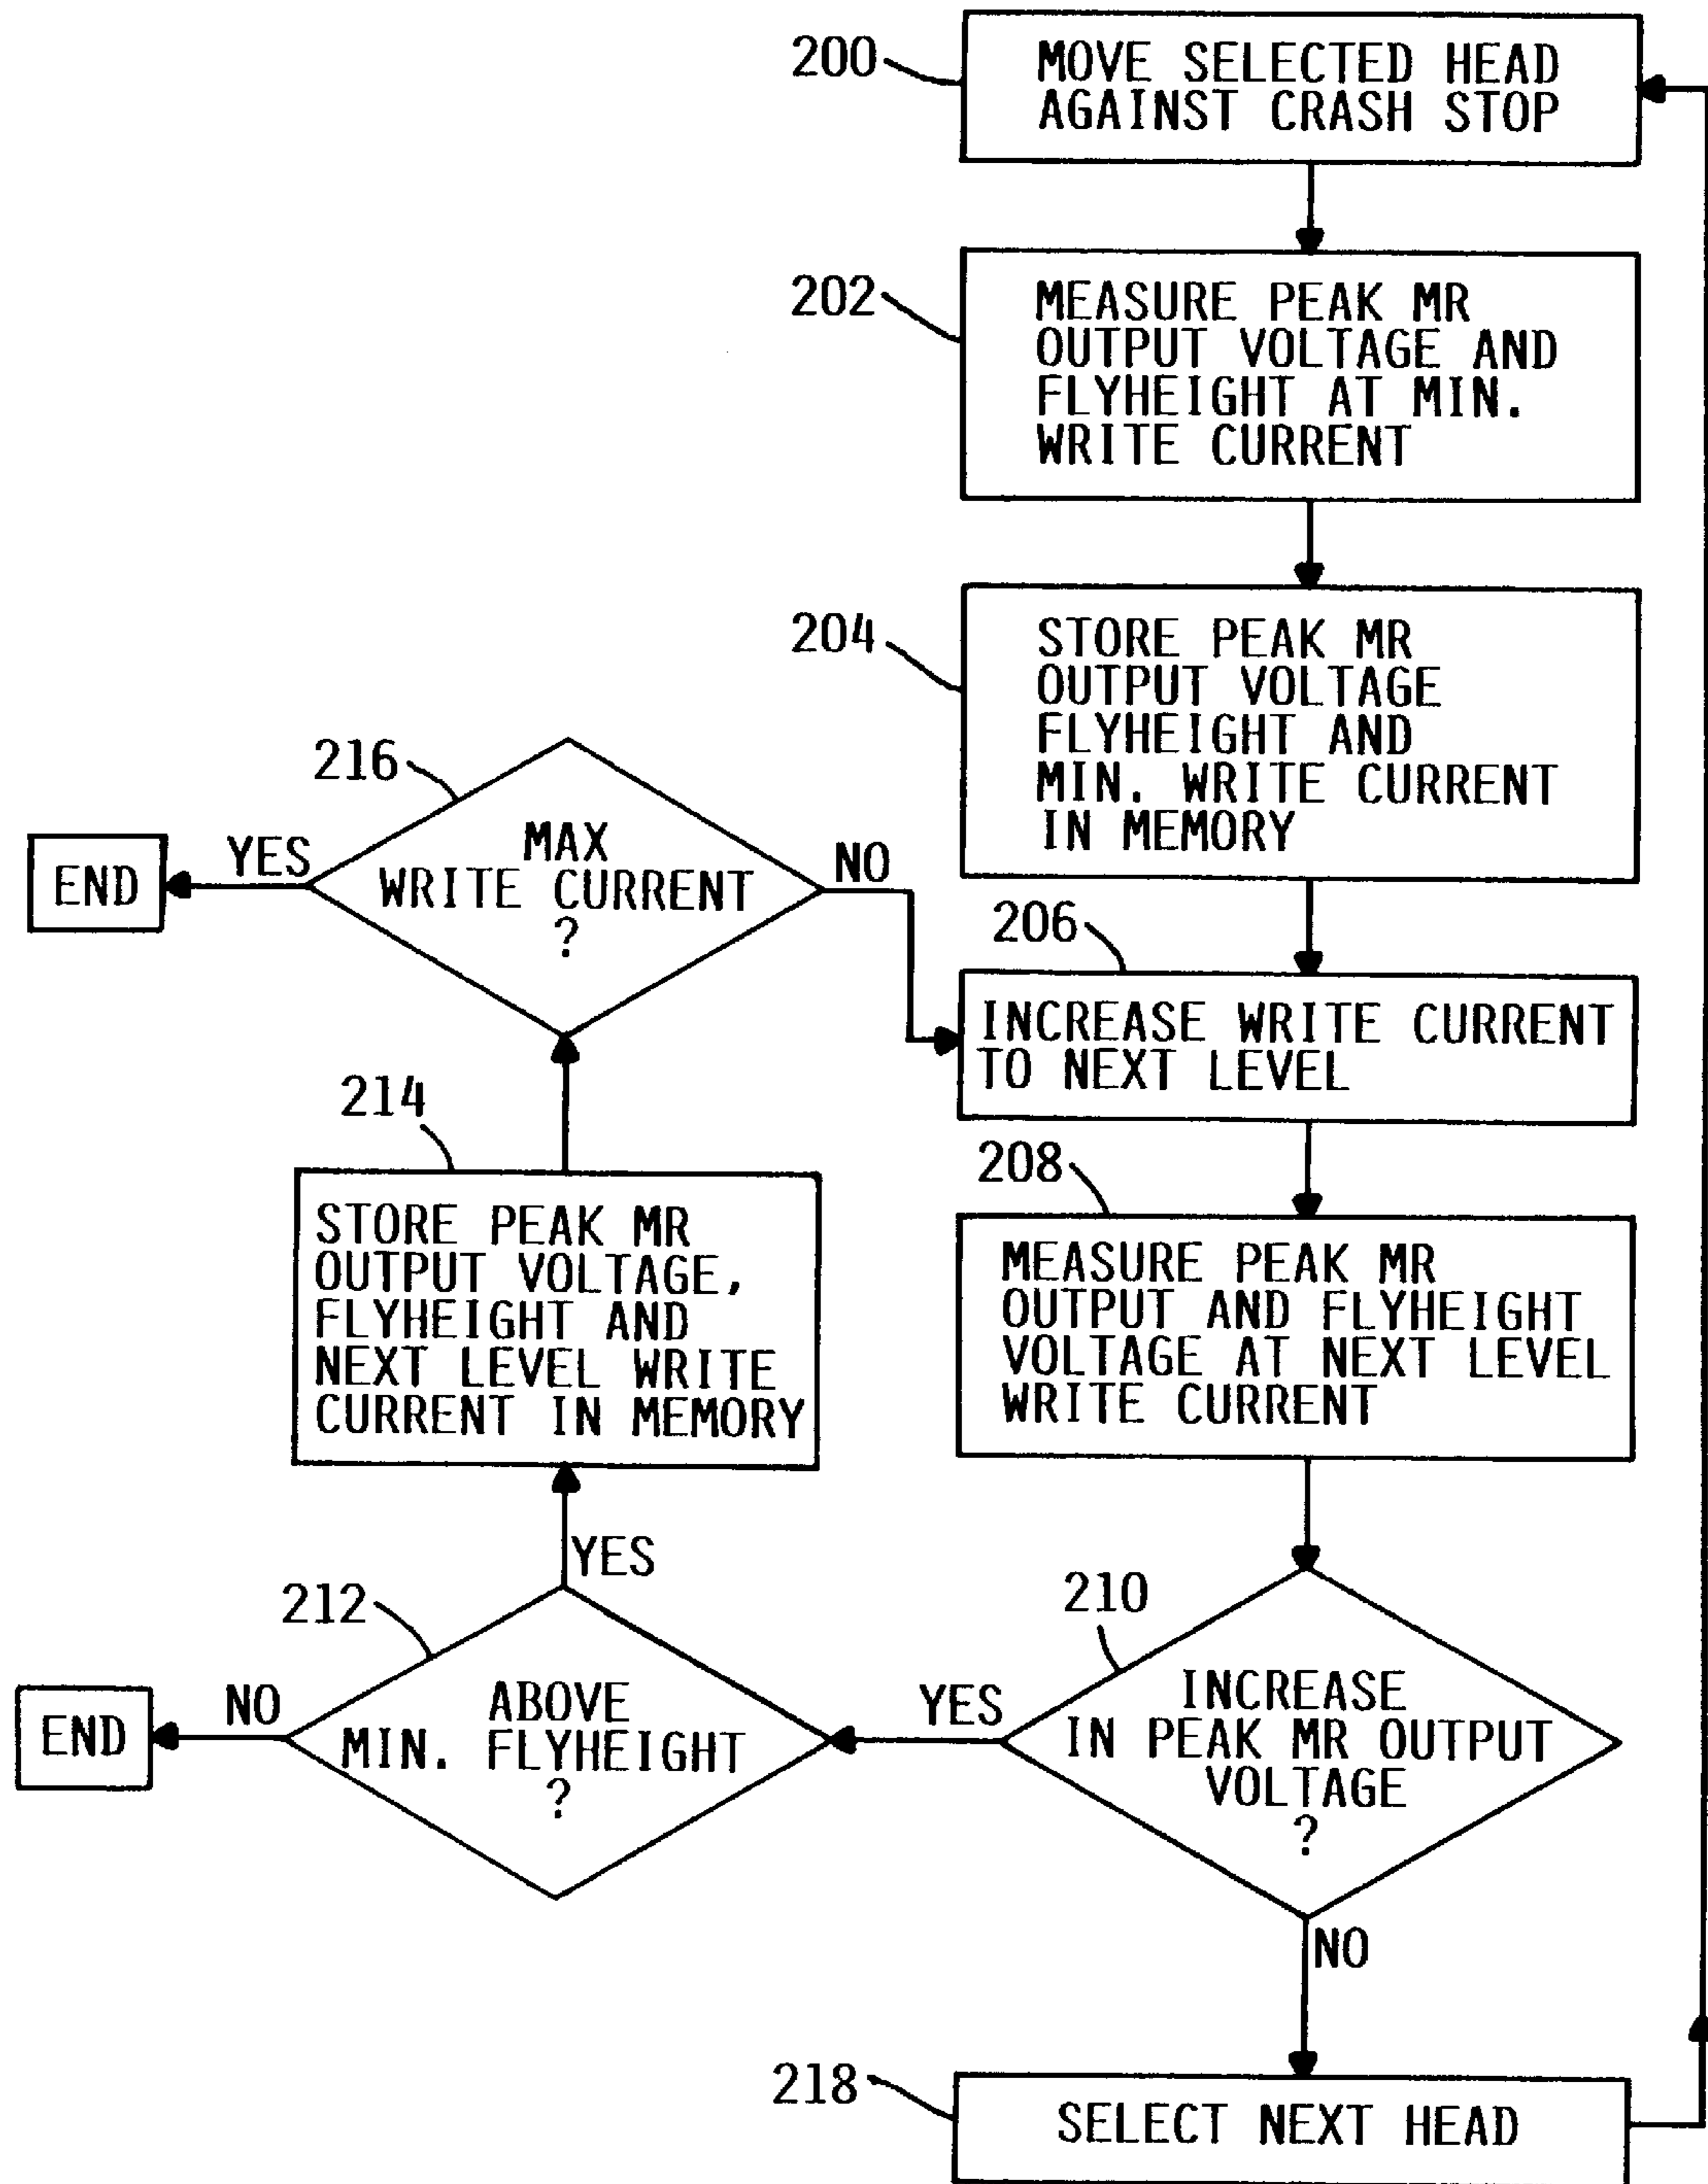 200
MOVE SELECTED HEAD
AGAINST CRASH STOP
202
MEASURE PEAK MR
OUTPUT VOLTAGE AND
FLYHEIGHT AT MIN.
WRITE CURRENT
204
STORE PEAK MR
OUTPUT VOLTAGE
FLYHEIGHT AND
MIN. WRITE CURRENT
IN MEMORY
206
INCREASE WRITE CURRENT
TO NEXT LEVEL
208
MEASURE PEAK MR
OUTPUT AND FLYHEIGHT
VOLTAGE AT NEXT LEVEL
WRITE CURRENT
210
INCREASE
IN PEAK MR OUTPUT
VOLTAGE
?
YES
NO
212
ABOVE
MIN. FLYHEIGHT
?
NO
END
YES
214
STORE PEAK MR
OUTPUT VOLTAGE,
FLYHEIGHT AND
NEXT LEVEL WRITE
CURRENT IN MEMORY
216
MAX
WRITE CURRENT
?
YES
END
NO
218
SELECT NEXT HEAD